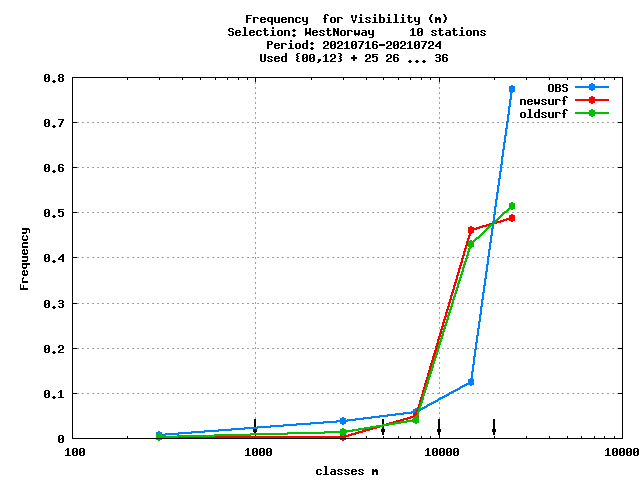 Frequency for Visibility (m)
Selection: WestNorway 10 stations
Period: 20210716-20210724
Used {00,12} + 25 26 ... 36
OBS
newsurf
oldsurf
Frequency
0.8
0.7
0.6
0.5
0.4
0.3
0.2
0.1
0
100
1000
10000
10000
classes m